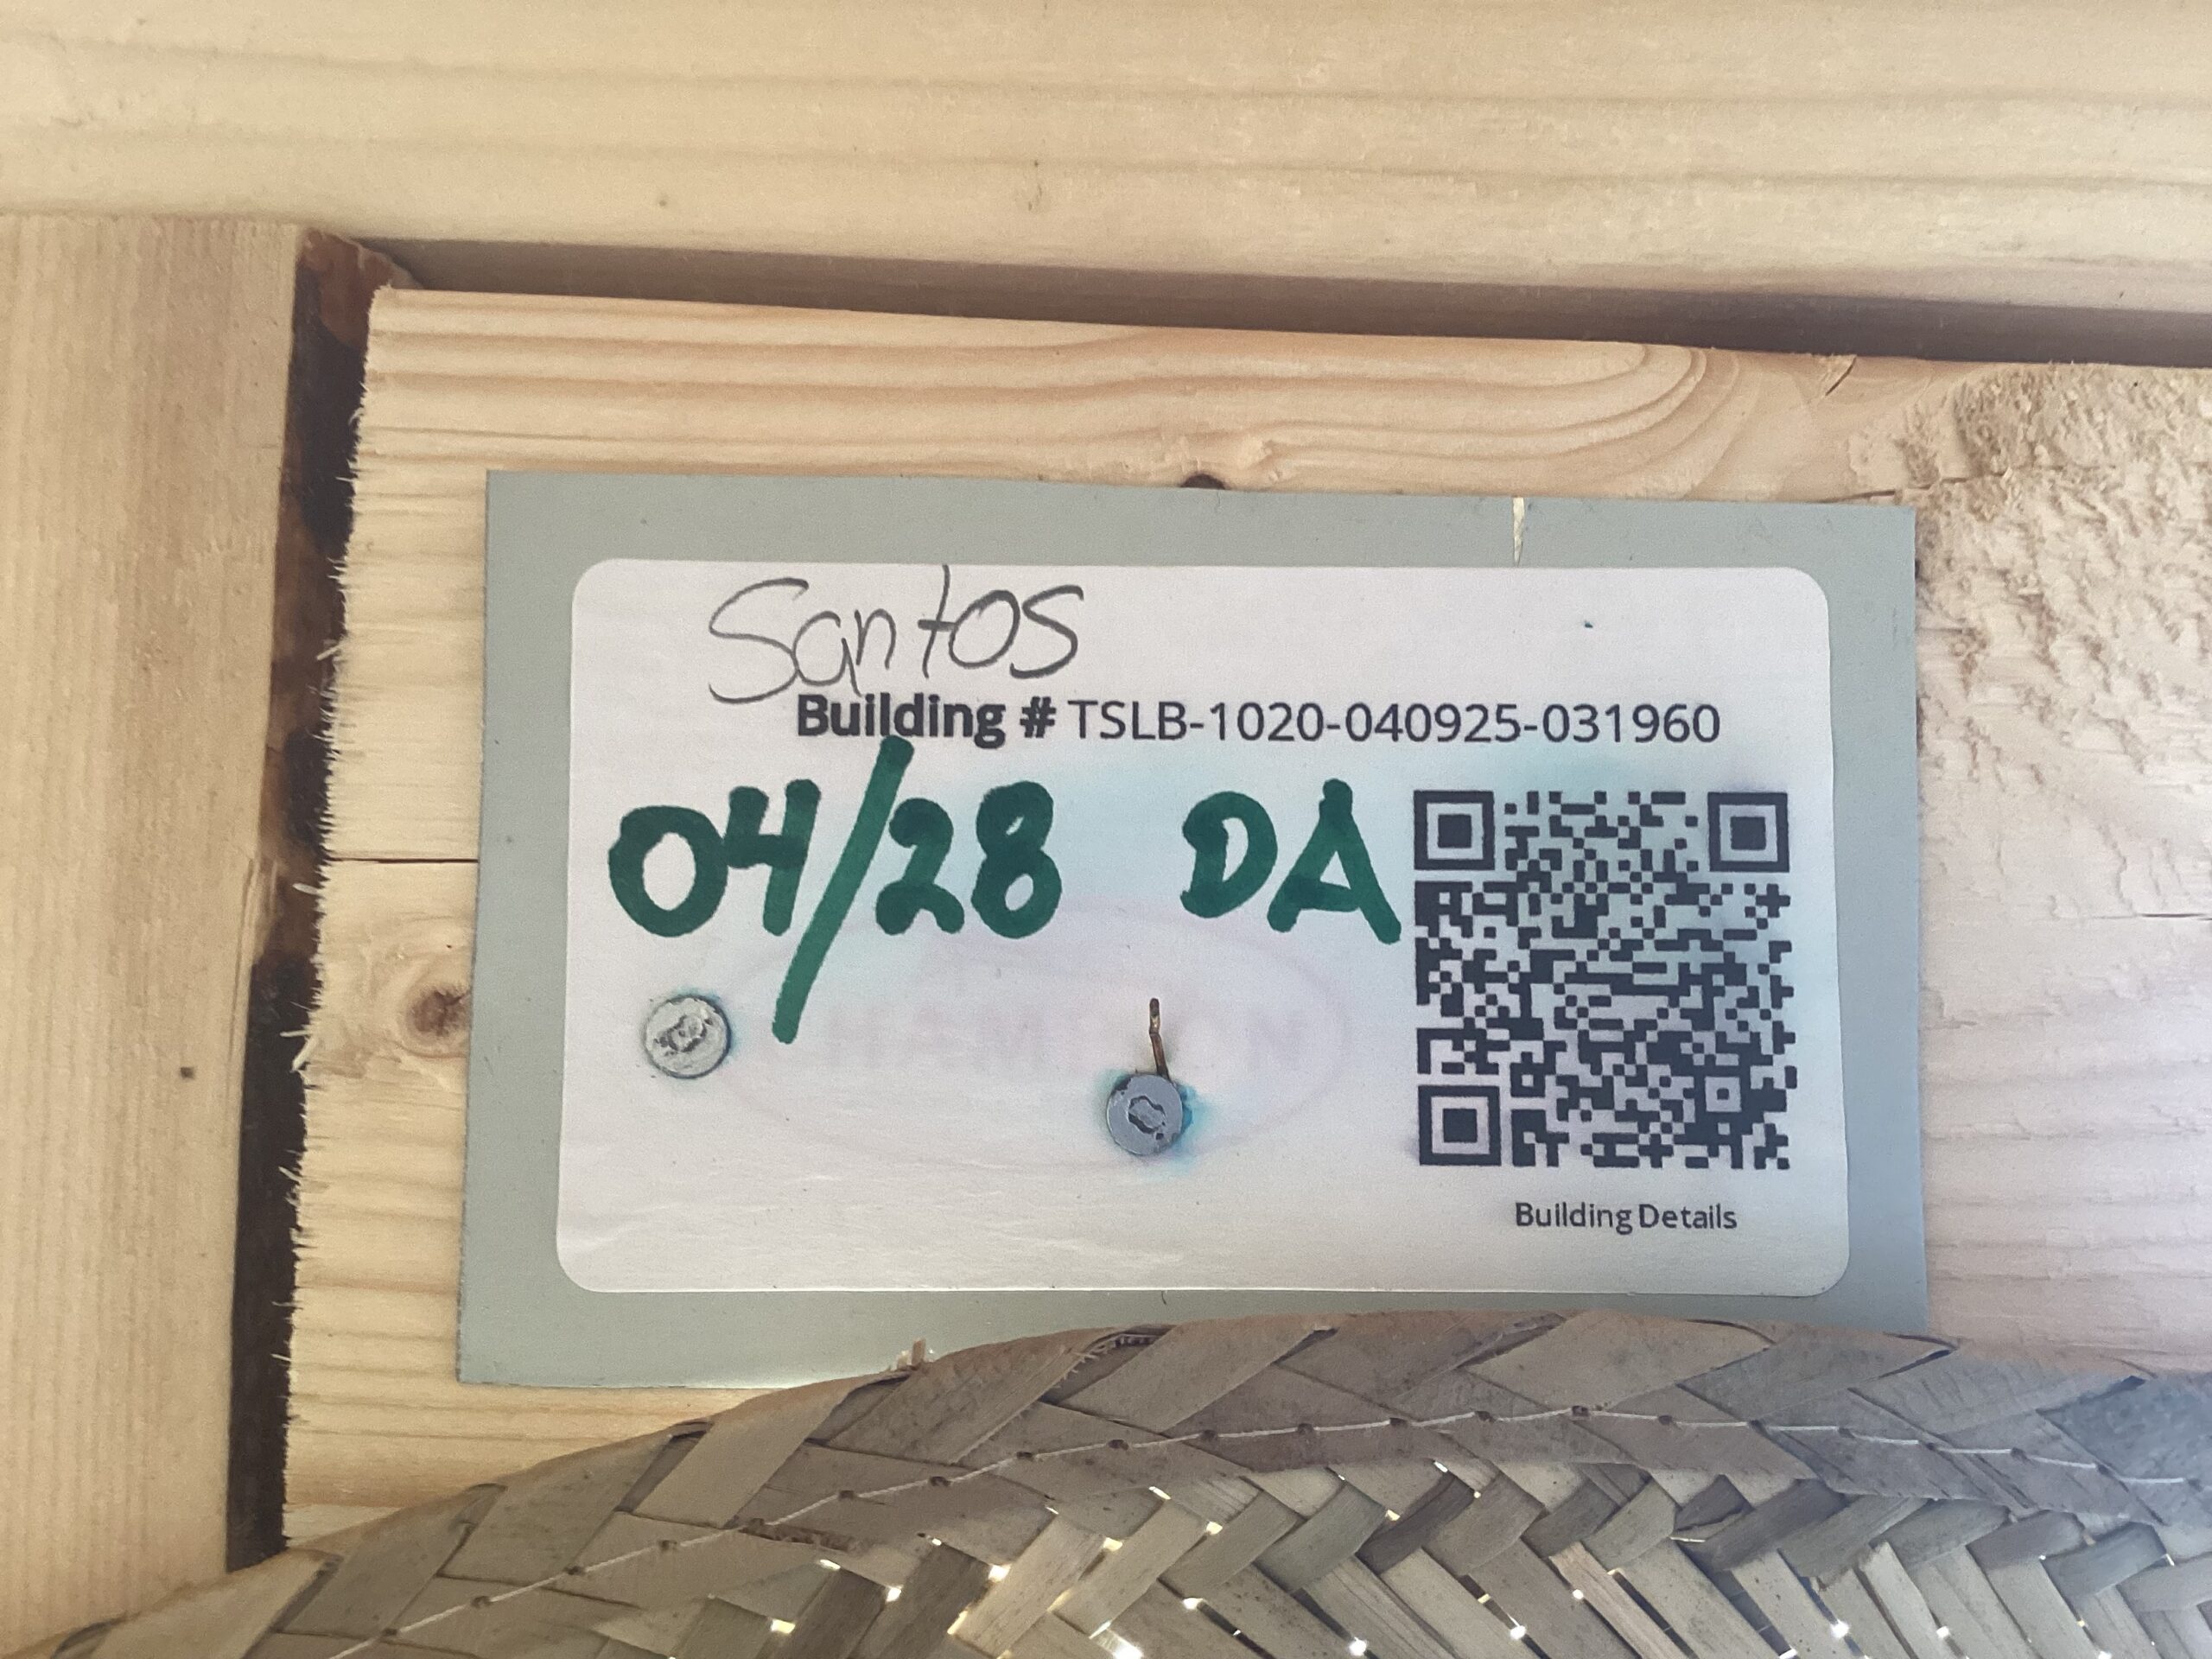 Santos
Building # TSLB-1020-040925-031960
04/28 DA
Building Details